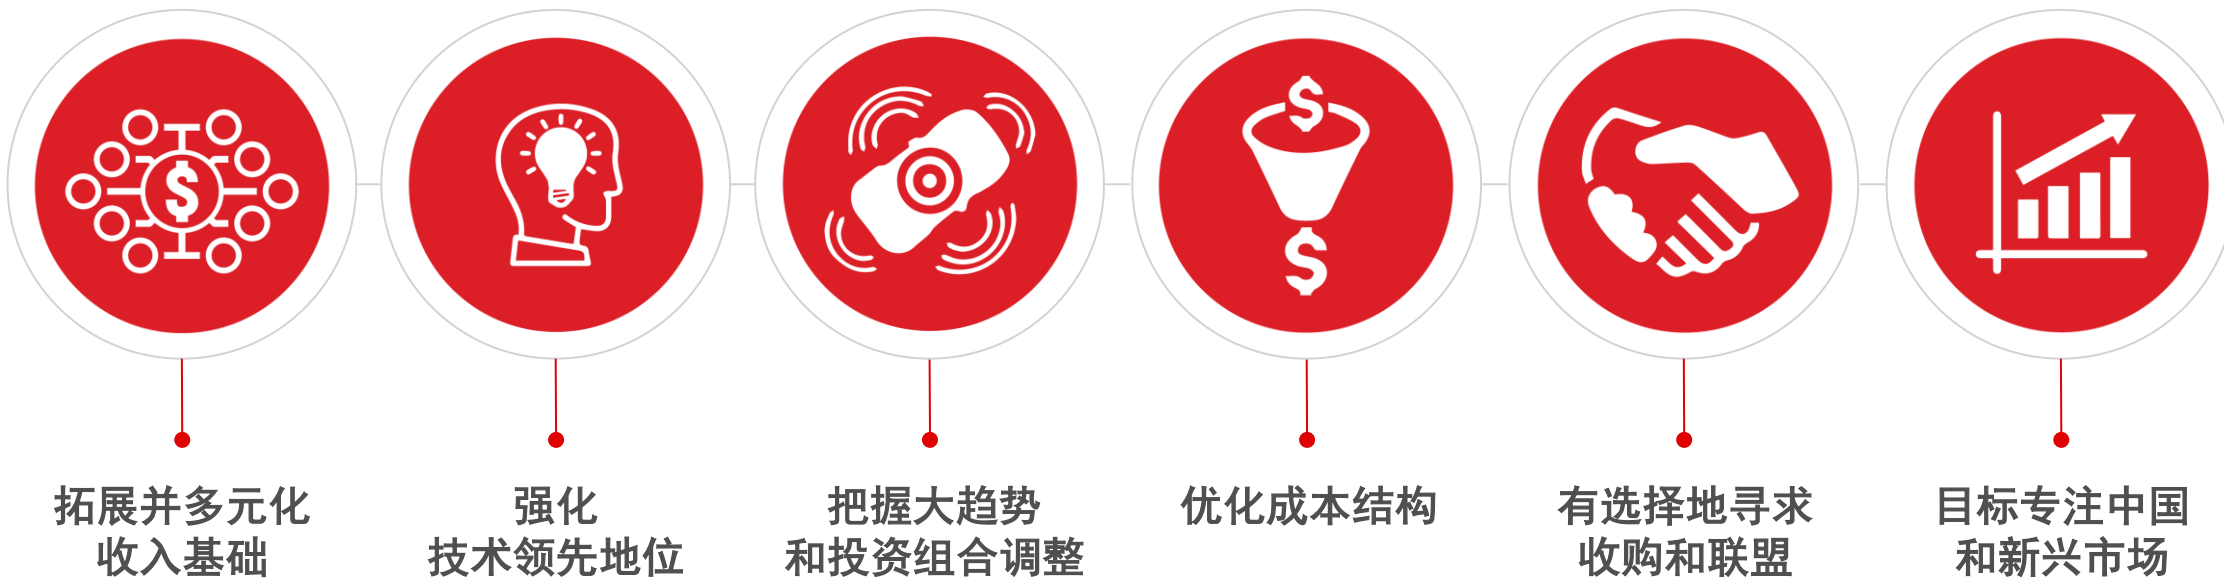 拓展并多元化
收入基础
强化
技术领先地位
把握大趋势
和投资组合调整
优化成本结构
有选择地寻求
收购和联盟
目标专注中国
和新兴市场